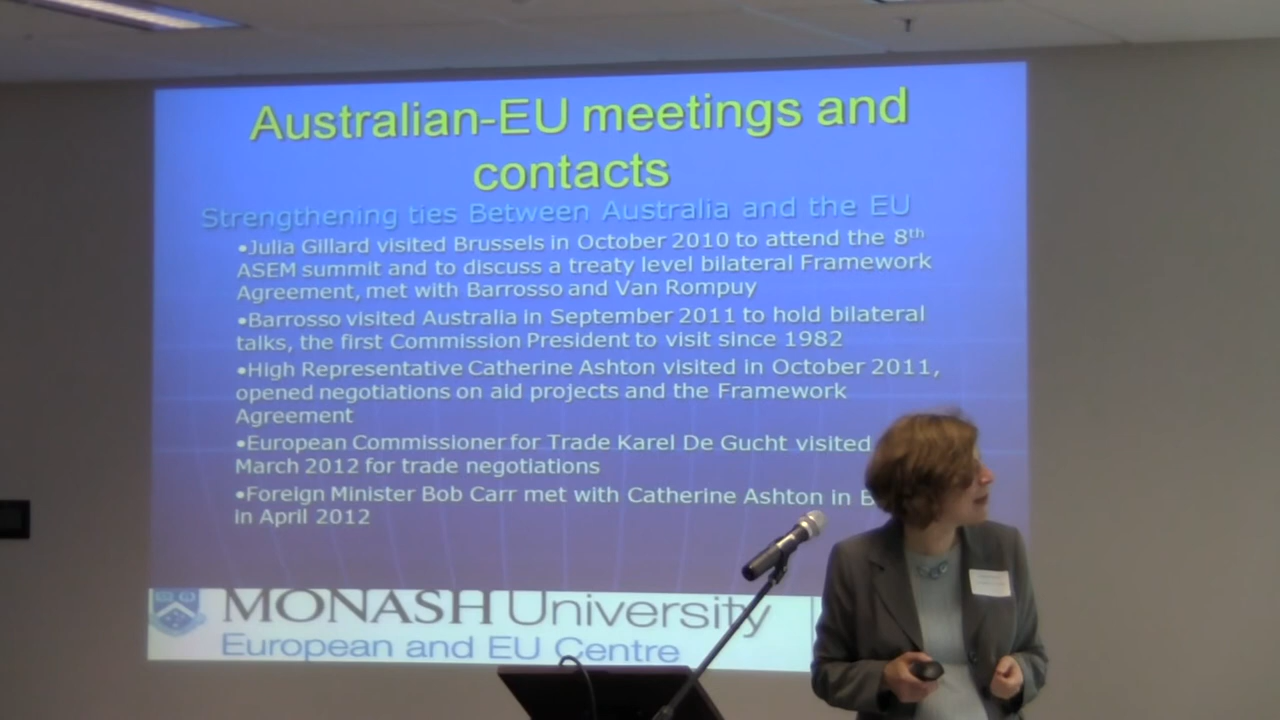 Australian-EU meetings and
contacts
Strengthening ties Between Australia and the EU
•Julia Gillard visited Brussels in October 2010 to attend the 8th
ASEM summit and to discuss a treaty level bilateral Framework
Agreement, met with Barrosso and Van Rompuy
•Barrosso visited Australia in September 2011 to hold bilateral
talks, the first Commission President to visit since 1982
•High Representative Catherine Ashton visited in October 2011,
opened negotiations on aid projects and the Framework
Agreement
•European Commissioner for Trade Karel De Gucht visited
March 2012 for trade negotiations
•Foreign Minister Bob Carr met with Catherine Ashton in
in April 2012
MONASH University
European and EU Centre